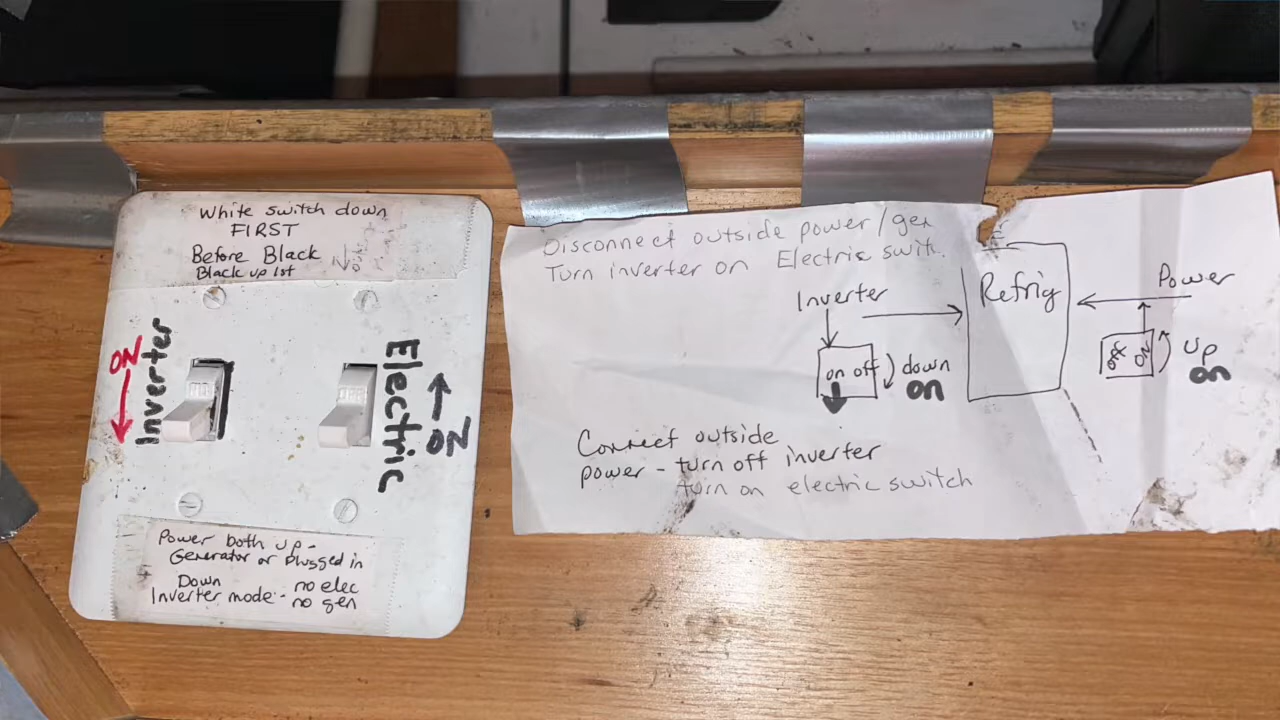 White switch down
FIRST
Before Black
Black up 1st
ON
Inverter
Electric
ON
Power both up -
Generator or Plugged in
Down
Inverter mode - no elec
no gen
Disconnect outside power/gen
Turn inverter on Electric swit.
Inverter
on off
down
on
Refrig
Power
off ON
up
on
Connect outside
power - turn off inverter
turn on electric switch